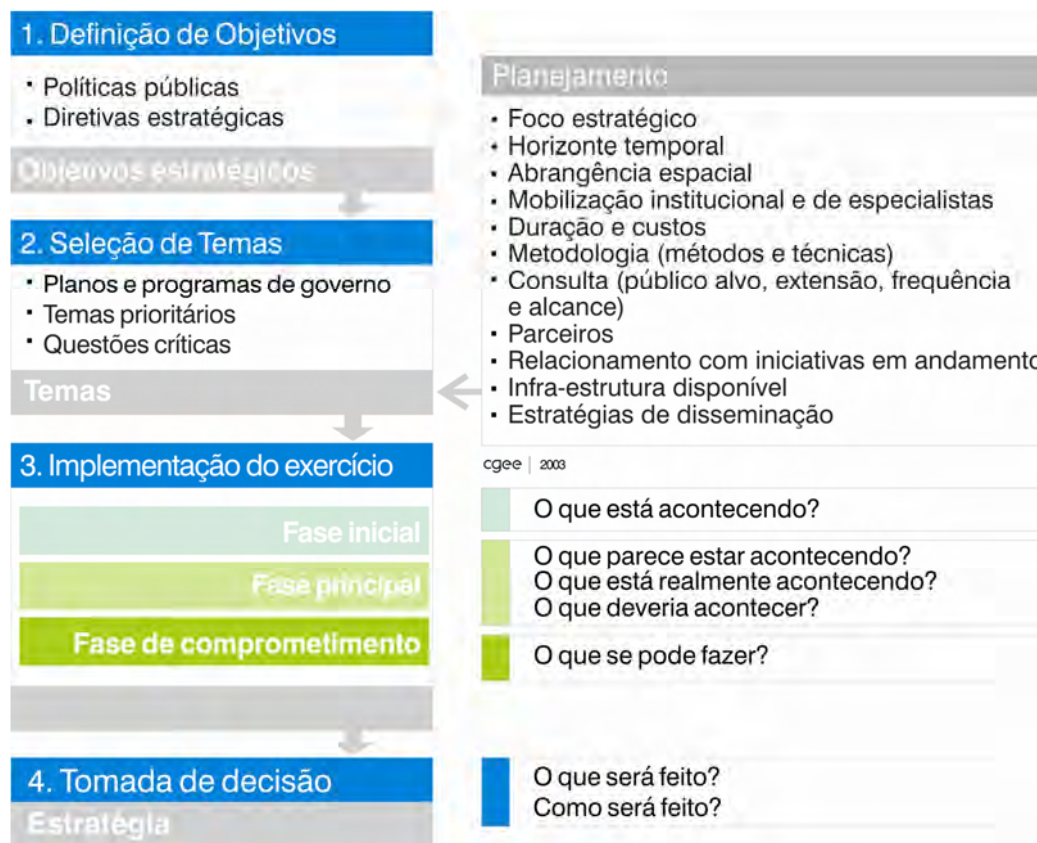 1. Definição de Objetivos
· Políticas públicas
· Diretivas estratégicas
Objetivos estratégicos
2. Seleção de Temas
· Planos e programas de governo
· Temas prioritários
· Questões críticas
Temas
3. Implementação do exercício
Fase inicial
Fase principal
Fase de comprometimento
4. Tomada de decisão
Estratégia
Planejamento
· Foco estratégico
· Horizonte temporal
· Abrangência espacial
· Mobilização institucional e de especialistas
· Duração e custos
· Metodologia (métodos e técnicas)
· Consulta (público alvo, extensão, frequência
e alcance)
· Parceiros
· Relacionamento com iniciativas em andamento
· Infra-estrutura disponível
· Estratégias de disseminação
cgee | 2003
O que está acontecendo?
O que parece estar acontecendo?
O que está realmente acontecendo?
O que deveria acontecer?
O que se pode fazer?
O que será feito?
Como será feito?